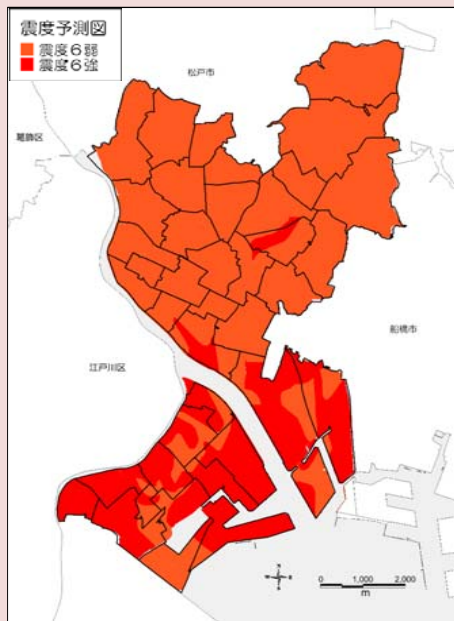 震度予測図
震度6弱
震度6強
松戸市
葛飾区
船橋市
江戸川区
N
W E
S
0 1,000 2,000
m